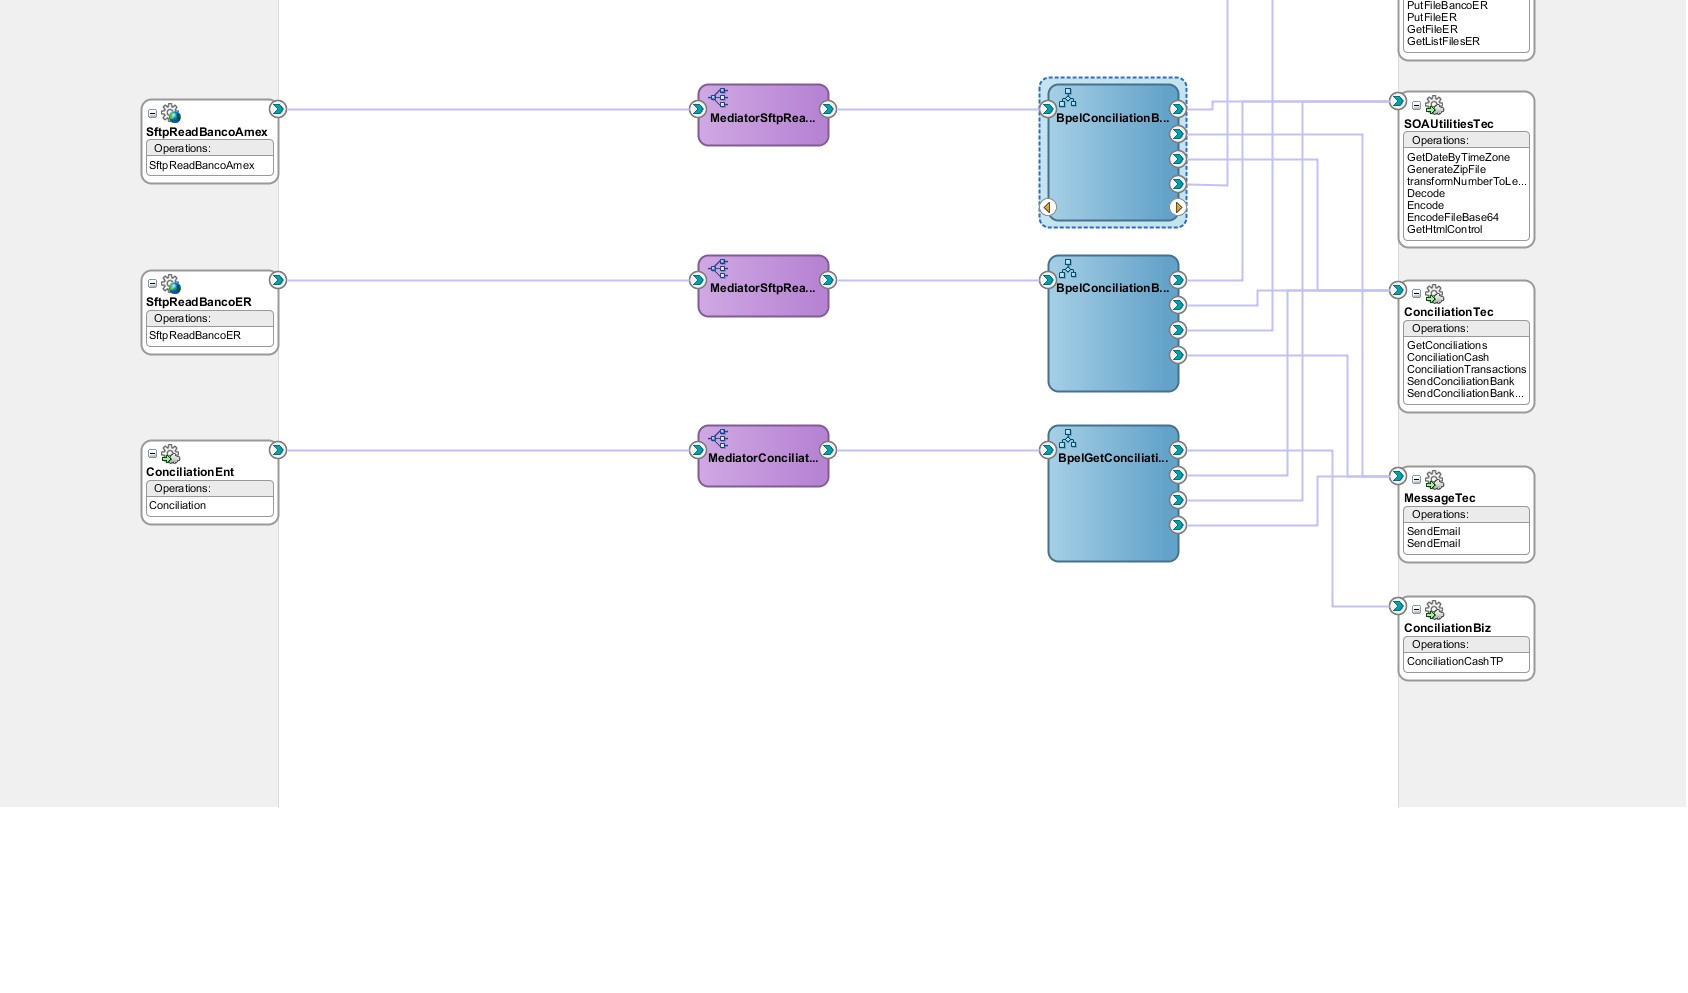 PutFileBancoER
PutFileER
GetFileER
GetListFilesER
SftpReadBancoAmex
Operations:
SftpReadBancoAmex
MediatorSftpRea...
BpelConciliationB...
SOAUtilitiesTec
Operations:
GetDateByTimeZone
GenerateZipFile
transformNumberToLe...
Decode
Encode
EncodeFileBase64
GetHtmlControl
SftpReadBancoER
Operations:
SftpReadBancoER
MediatorSftpRea...
BpelConciliationB...
ConciliationTec
Operations:
GetConciliations
ConciliationCash
ConciliationTransactions
SendConciliationBank
SendConciliationBank...
ConciliationEnt
Operations:
Conciliation
MediatorConciliat...
BpelGetConciliati...
MessageTec
Operations:
SendEmail
SendEmail
ConciliationBiz
Operations:
ConciliationCashTP